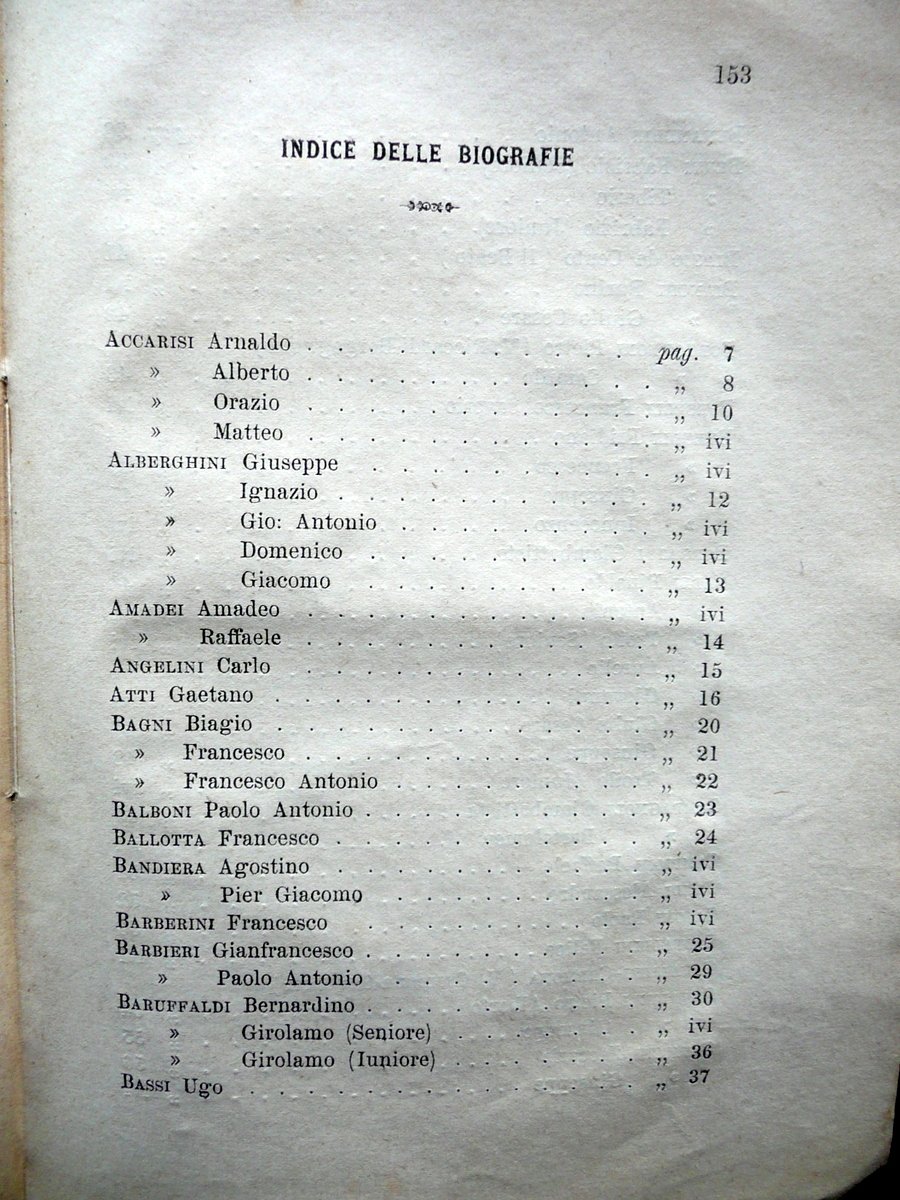 153
INDICE DELLE BIOGRAFIE
ACCARISI Arnaldo . . . . . . . . . . . . pag. 7
» Alberto . . . . . . . . . . . . . „ 8
» Orazio . . . . . . . . . . . . „ 10
» Matteo . . . . . . . . . . . . „ ivi
ALBERGHINI Giuseppe . . . . . . . . . . „ ivi
» Ignazio . . . . . . . . . . . „ 12
» Gio: Antonio . . . . . . . . . „ ivi
» Domenico . . . . . . . . . . „ ivi
» Giacomo . . . . . . . . . . „ 13
AMADEI Amadeo . . . . . . . . . . . . „ ivi
» Raffaele . . . . . . . . . . . . „ 14
ANGELINI Carlo . . . . . . . . . . . . „ 15
ATTI Gaetano . . . . . . . . . . . . . „ 16
BAGNI Biagio . . . . . . . . . . . . . „ 20
» Francesco . . . . . . . . . . . . „ 21
» Francesco Antonio . . . . . . . . . „ 22
BALBONI Paolo Antonio . . . . . . . . . . „ 23
BALLOTTA Francesco . . . . . . . . . . . „ 24
BANDIERA Agostino . . . . . . . . . . „ ivi
» Pier Giacomo . . . . . . . . . . „ ivi
BARBERINI Francesco . . . . . . . . . . „ ivi
BARBIERI Gianfrancesco . . . . . . . . . . „ 25
» Paolo Antonio . . . . . . . . . „ 29
BARUFFALDI Bernardino . . . . . . . . . . „ 30
» Girolamo (Seniore) . . . . . . . „ ivi
» Girolamo (Iuniore) . . . . . . . „ 36
BASSI Ugo . . . . . . . . . . . . . . „ 37